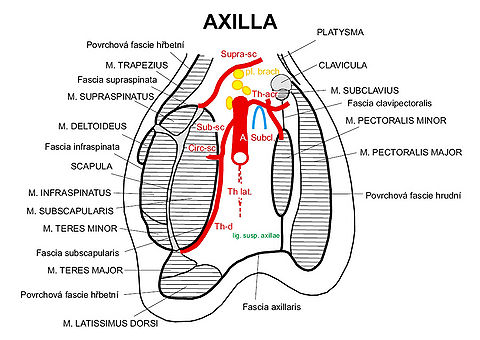 AXILLA
Povrchová fascie hřbetní
M. TRAPEZIUS
Fascia supraspinata
M. SUPRASPINATUS
M. DELTOIDEUS
Fascia infraspinata
SCAPULA
M. INFRASPINATUS
M. SUBSCAPULARIS
M. TERES MINOR
Fascia subscapularis
M. TERES MAJOR
Povrchová fascie hřbetní
M. LATISSIMUS DORSI
Supra-sc
pl. brach
Th-ac
Sub-sc
A. Subcl.
Circ-sc
Th lat.
Th-d
lig. susp. axillae
PLATYSMA
CLAVICULA
M. SUBCLAVIUS
Fascia clavipectoralis
M. PECTORALIS MINOR
M. PECTORALIS MAJOR
Povrchová fascie hrudní
Fascia axillaris